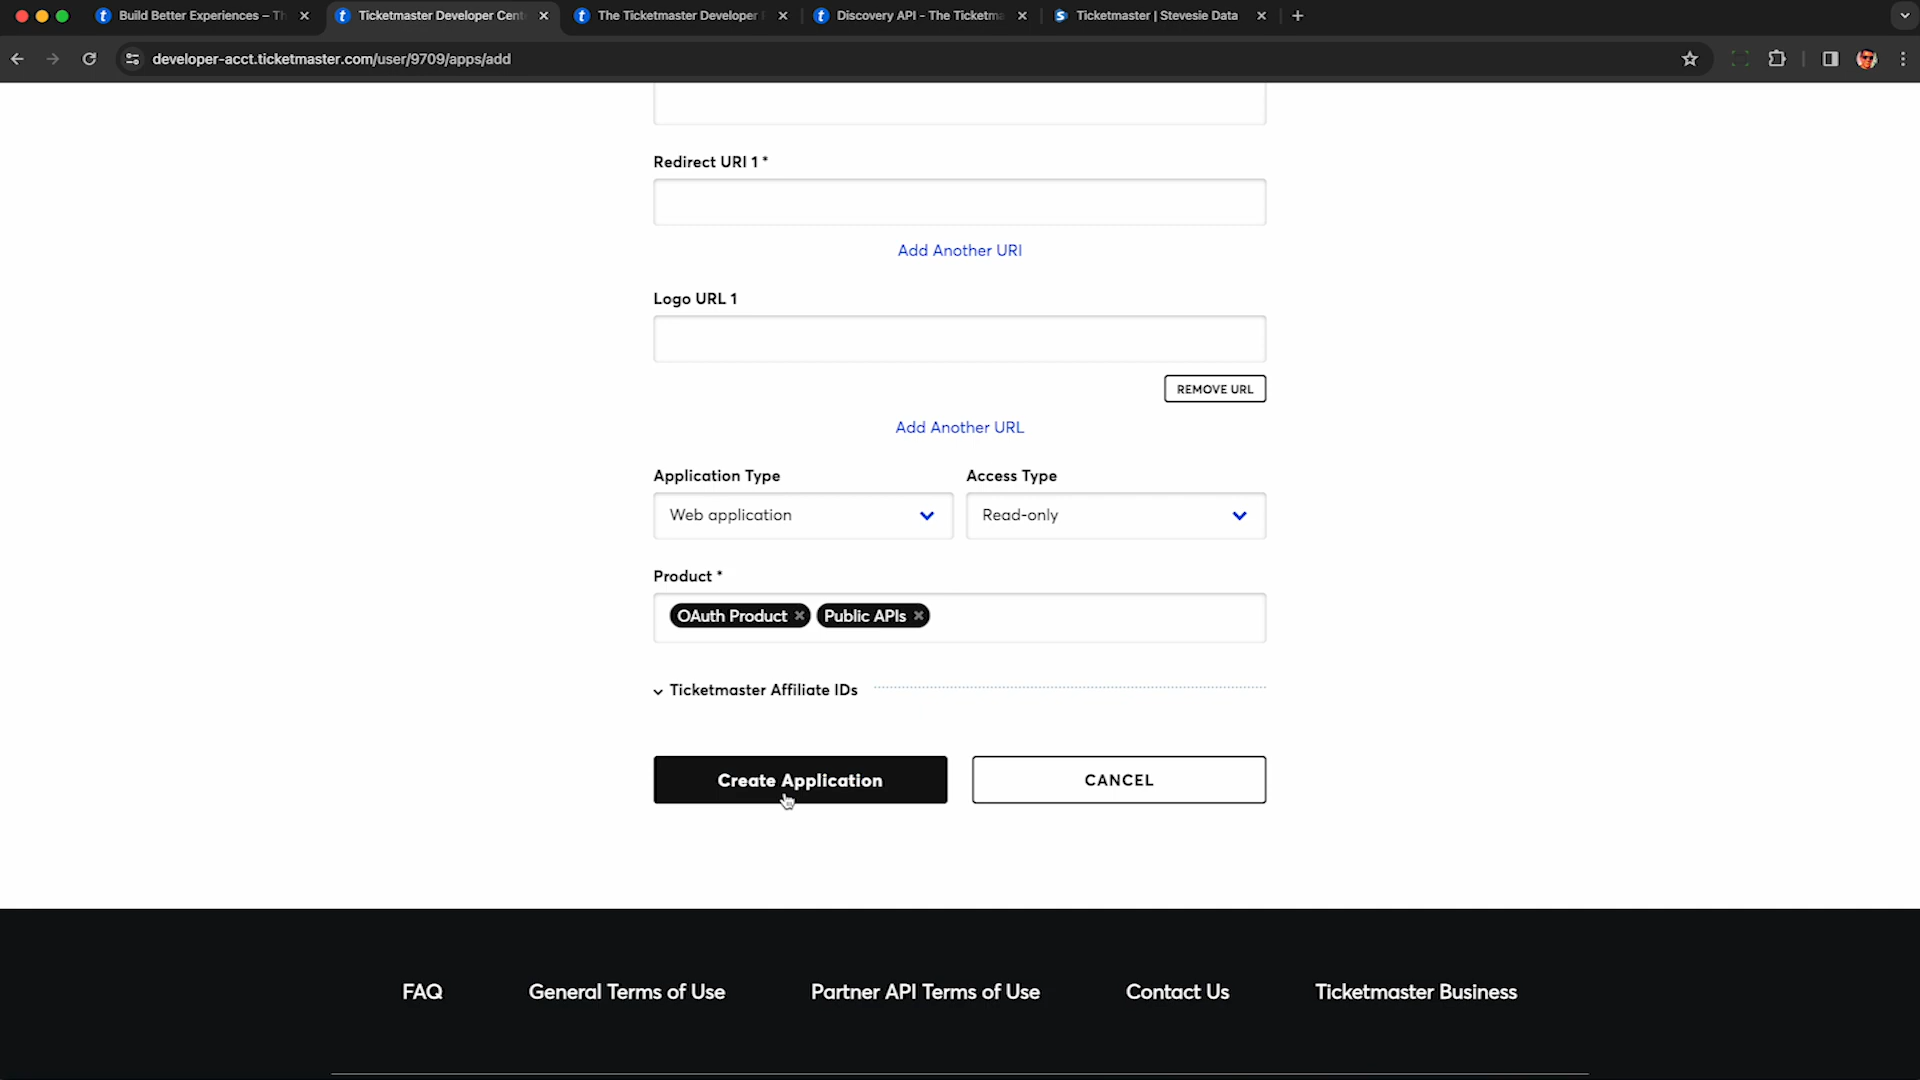 Build Better Experiences – Th
Ticketmaster Developer Cent
The Ticketmaster Developer P
Discovery API - The Ticketma
Ticketmaster | Stevesie Data
developer-acct.ticketmaster.com/user/9709/apps/add
Redirect URI 1 *
Add Another URI
Logo URL 1
REMOVE URL
Add Another URL
Application Type
Access Type
Web application
Read-only
Product *
OAuth Product ×
Public APIs ×
Ticketmaster Affiliate IDs
Create Application
CANCEL
FAQ
General Terms of Use
Partner API Terms of Use
Contact Us
Ticketmaster Business